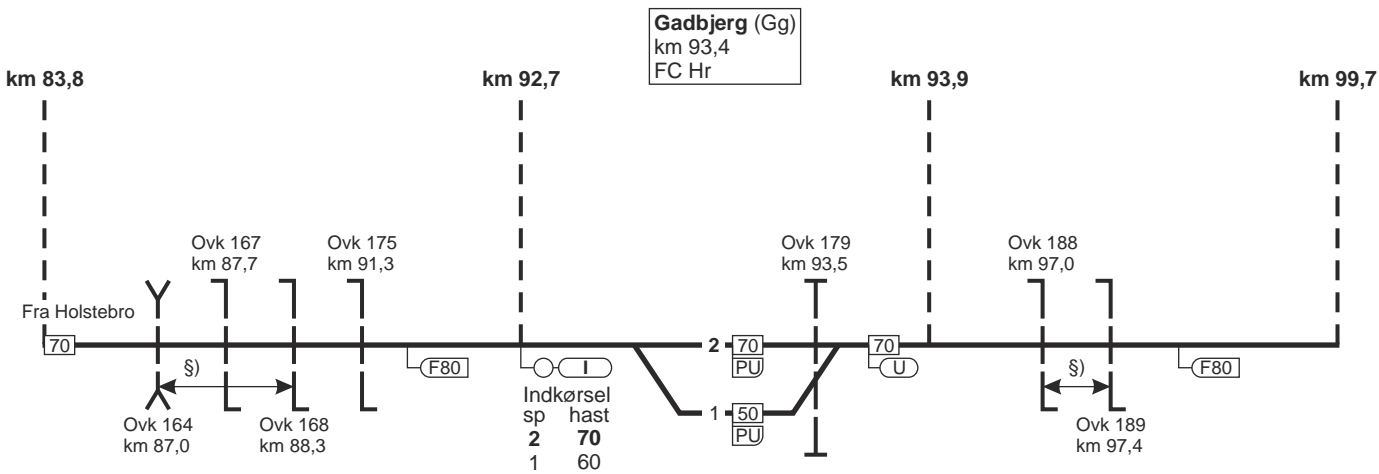 Gadbjerg (Gg)
km 93,4
FC Hr
km 83,8
km 92,7
km 93,9
km 99,7
Ovk 167
km 87,7
Ovk 175
km 91,3
Ovk 179
km 93,5
Ovk 188
km 97,0
Fra Holstebro
70
2
70
70
F80
PU
U
F80
I
§)
§)
Indkørsel
sp hast
2 70
1 60
1
50
PU
Ovk 164
km 87,0
Ovk 168
km 88,3
Ovk 189
km 97,4